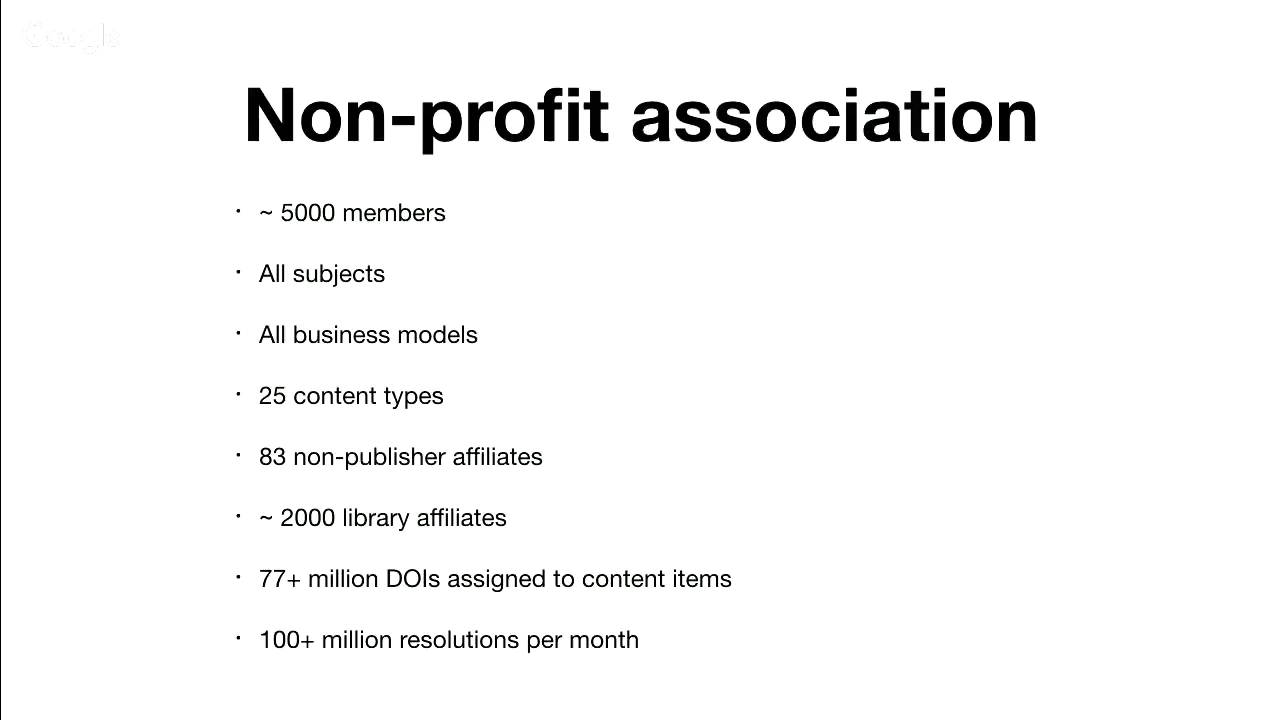 Google
Non-profit association
· ~ 5000 members
· All subjects
· All business models
· 25 content types
· 83 non-publisher affiliates
· ~ 2000 library affiliates
· 77+ million DOIs assigned to content items
· 100+ million resolutions per month